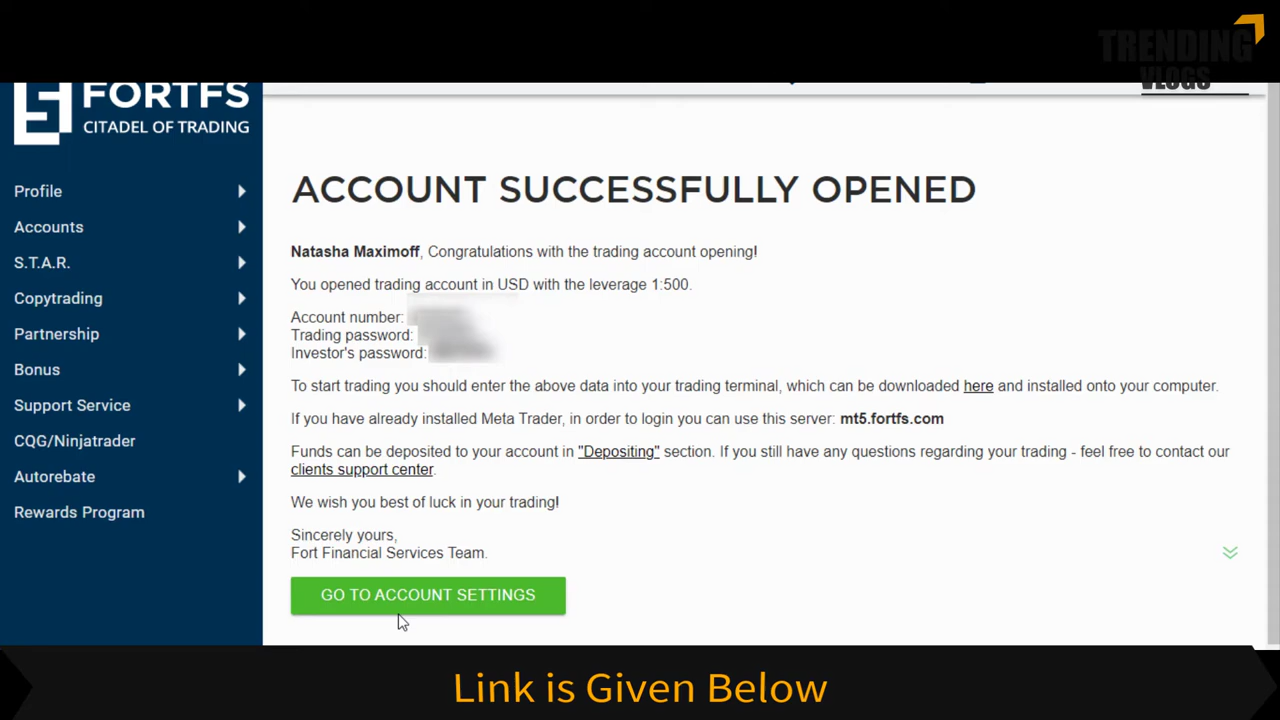 TRENDING
VLOGS
FORTFS
CITADEL OF TRADING
Profile
Accounts
S.T.A.R.
Copytrading
Partnership
Bonus
Support Service
CQG/Ninjatrader
Autorebate
Rewards Program
ACCOUNT SUCCESSFULLY OPENED
Natasha Maximoff, Congratulations with the trading account opening!
You opened trading account in USD with the leverage 1:500.
Account number:
Trading password:
Investor's password:
To start trading you should enter the above data into your trading terminal, which can be downloaded here and installed onto your computer.
If you have already installed Meta Trader, in order to login you can use this server: mt5.fortfs.com
Funds can be deposited to your account in "Depositing" section. If you still have any questions regarding your trading - feel free to contact our
clients support center.
We wish you best of luck in your trading!
Sincerely yours,
Fort Financial Services Team.
GO TO ACCOUNT SETTINGS
Link is Given Below